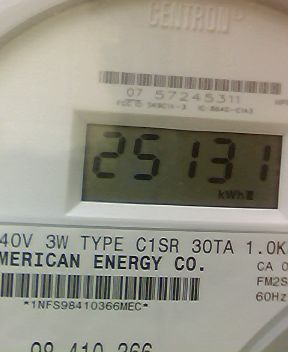 CENTRON
07 57245311
25131
kWh
40V 3W TYPE C1SR 30TA 1.0K
MERICAN ENERGY CO.
CA 0
FM2S
60Hz
*1NFS98410366MEC*
98 410 366